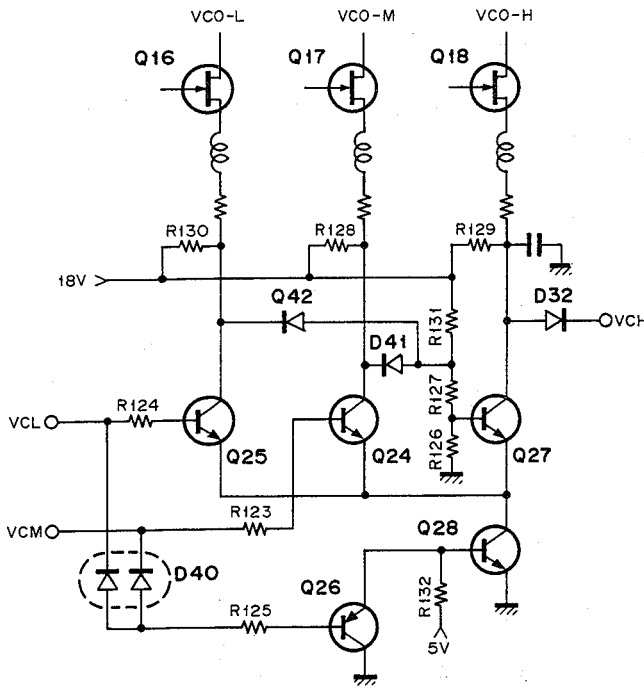 VCO-L
VCO-M
VCO-H
Q16
Q17
Q18
R130
R128
R129
18V
Q42
D32
VCH
R131
D41
R124
R127
VCL
R126
Q25
Q24
Q27
R123
VCM
Q28
D40
Q26
R132
R125
5V